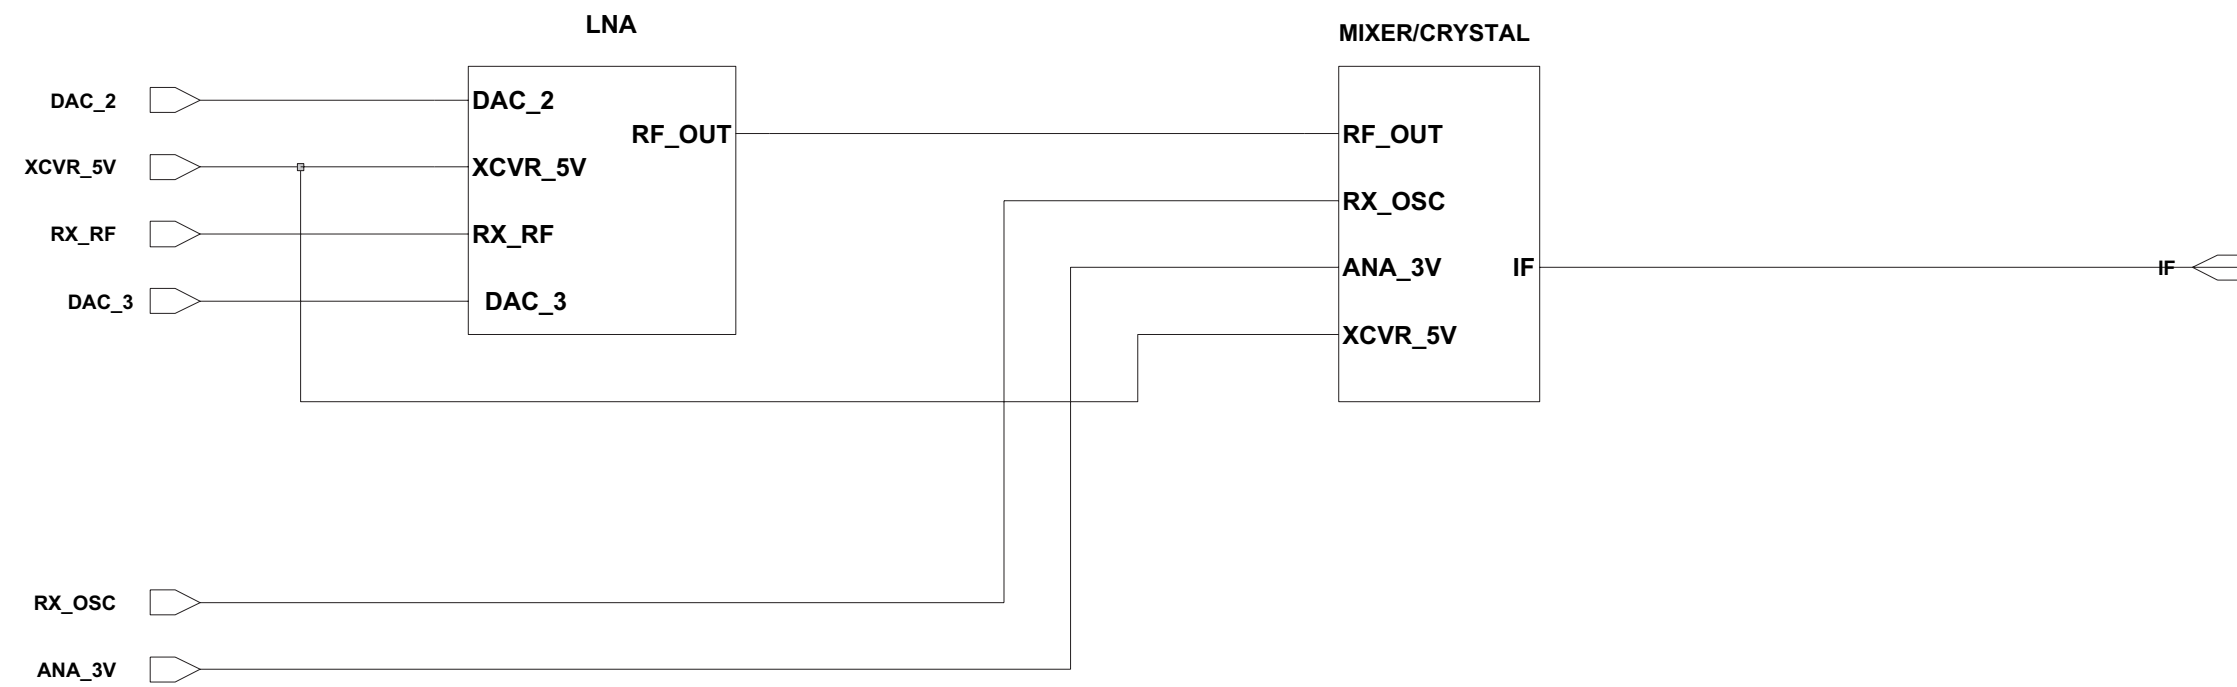 LNA
MIXER/CRYSTAL
DAC_2
DAC_2
RF_OUT
RF_OUT
XCVR_5V
XCVR_5V
RX_OSC
RX_RF
RX_RF
ANA_3V
IF
IF
DAC_3
DAC_3
XCVR_5V
RX_OSC
ANA_3V